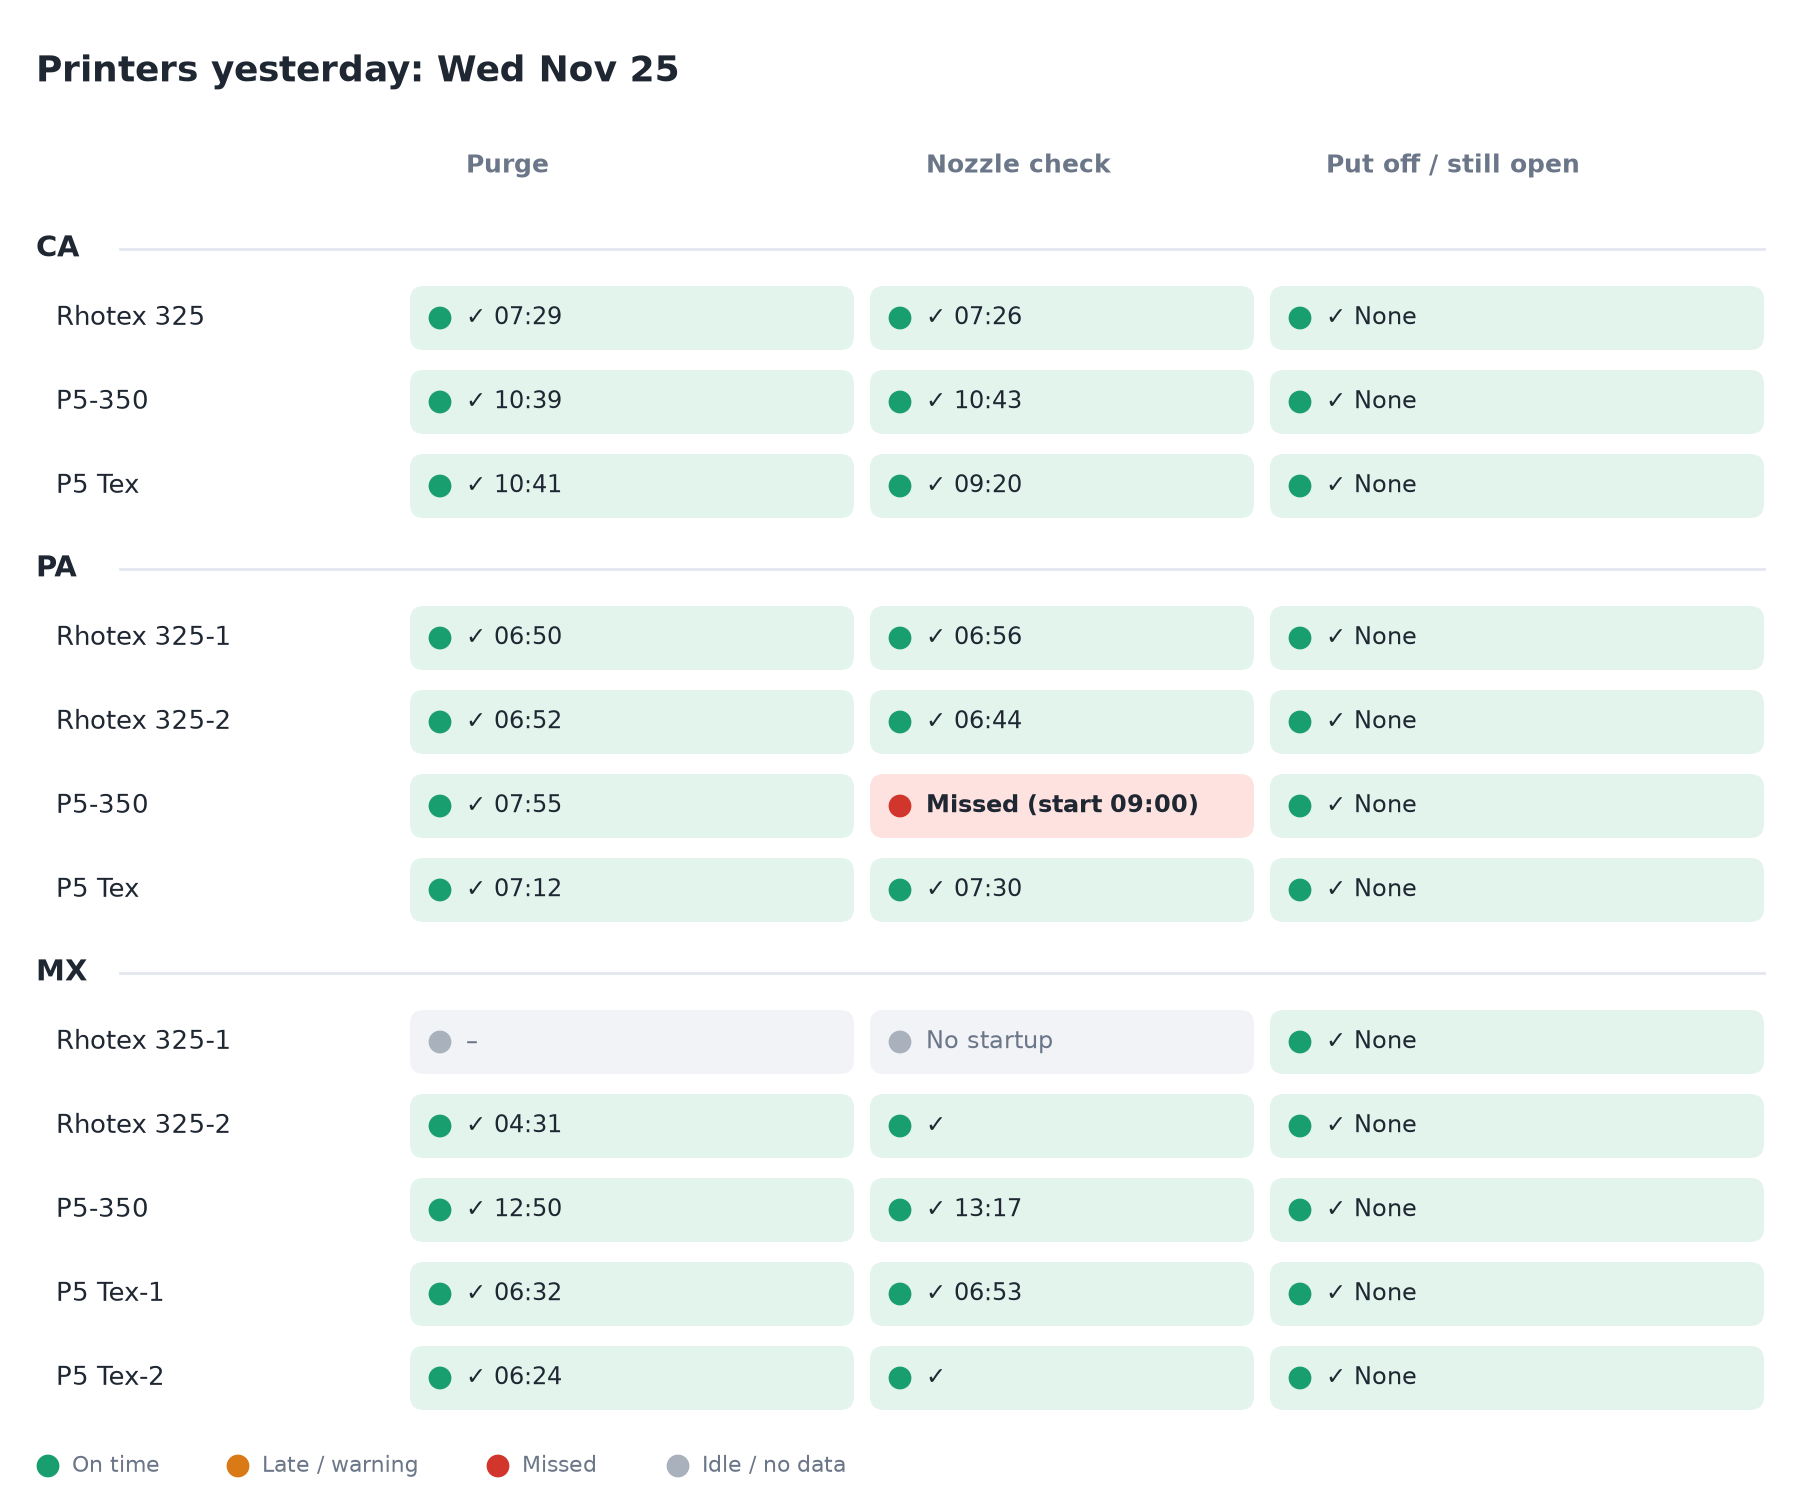 Printers yesterday: Wed Nov 25
Purge Nozzle check Put off / still open
CA
Rhotex 325 ✓ 07:29 ✓ 07:26 ✓ None
P5-350 ✓ 10:39 ✓ 10:43 ✓ None
P5 Tex ✓ 10:41 ✓ 09:20 ✓ None
PA
Rhotex 325-1 ✓ 06:50 ✓ 06:56 ✓ None
Rhotex 325-2 ✓ 06:52 ✓ 06:44 ✓ None
P5-350 ✓ 07:55 Missed (start 09:00) ✓ None
P5 Tex ✓ 07:12 ✓ 07:30 ✓ None
MX
Rhotex 325-1 – No startup ✓ None
Rhotex 325-2 ✓ 04:31 ✓ ✓ None
P5-350 ✓ 12:50 ✓ 13:17 ✓ None
P5 Tex-1 ✓ 06:32 ✓ 06:53 ✓ None
P5 Tex-2 ✓ 06:24 ✓ ✓ None
On time Late / warning Missed Idle / no data